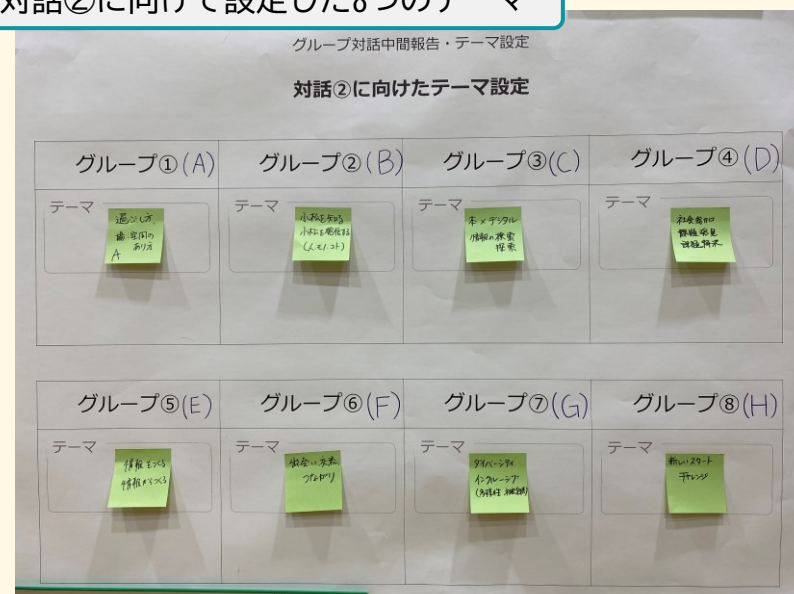 対話②に向けて設定した8つのテーマ
グループ対話中間報告・テーマ設定
対話②に向けたテーマ設定
グループ①(A)
テーマ
過ごし方
場・空間の
あり方
A
グループ②(B)
テーマ
小松を知る
小松を発信する
(人.モノ.コト)
グループ③(C)
テーマ
本×デジタル
情報の検索
探索
グループ④(D)
テーマ
社会参加
課題発見
課題解決
グループ⑤(E)
テーマ
情報をつくる
情報からつくる
グループ⑥(F)
テーマ
出会い 交流
つながり
グループ⑦(G)
テーマ
ダイバーシティ
インクルーシブ
(多様性
グループ⑧(H)
テーマ
新しいスタート
チャレンジ